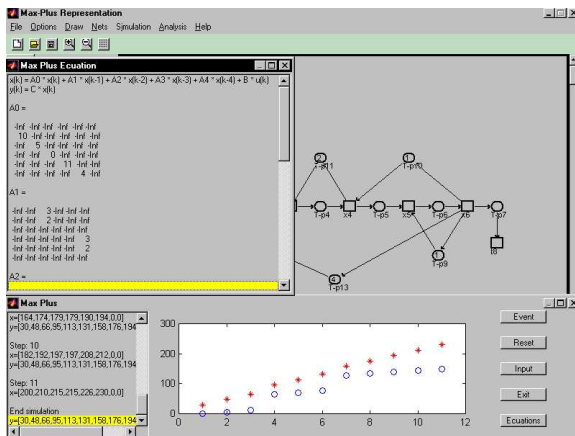 Max-Plus Representation
File Options Draw Nets Simulation Analysis Help
Max Plus Ecuation
x(k) = A0 * x(k) + A1 * x(k-1) + A2 * x(k-2) + A3 * x(k-3) + A4 * x(k-4) + B * u(k)
y(k) = C * x(k)
A0 =
-Inf -Inf -Inf -Inf -Inf -Inf
10 -Inf -Inf -Inf -Inf -Inf
-Inf 5 -Inf -Inf -Inf -Inf
-Inf -Inf 0 -Inf -Inf -Inf
-Inf -Inf -Inf 11 -Inf -Inf
-Inf -Inf -Inf -Inf 4 -Inf
A1 =
-Inf -Inf 3 -Inf -Inf -Inf
-Inf -Inf 2 -Inf -Inf -Inf
-Inf -Inf -Inf -Inf -Inf -Inf
-Inf -Inf -Inf -Inf -Inf 3
-Inf -Inf -Inf -Inf -Inf 2
-Inf -Inf -Inf -Inf -Inf -Inf
A2 =
2
T-p11
1
T-p10
T-p4
x4
T-p5
x5
T-p6
x6
T-p7
t8
1
T-p9
4
T-p13
Max Plus
x=[164,174,179,179,190,194,0,0]
y=[30,48,66,95,113,131,158,176,194
Step: 10
x=[182,192,197,197,208,212,0,0]
y=[30,48,66,95,113,131,158,176,194
Step: 11
x=[200,210,215,215,226,230,0,0]
End simulation
y=[30,48,66,95,113,131,158,176,194
300
200
100
0
0 2 4 6 8 10 12
Event
Reset
Input
Exit
Ecuations